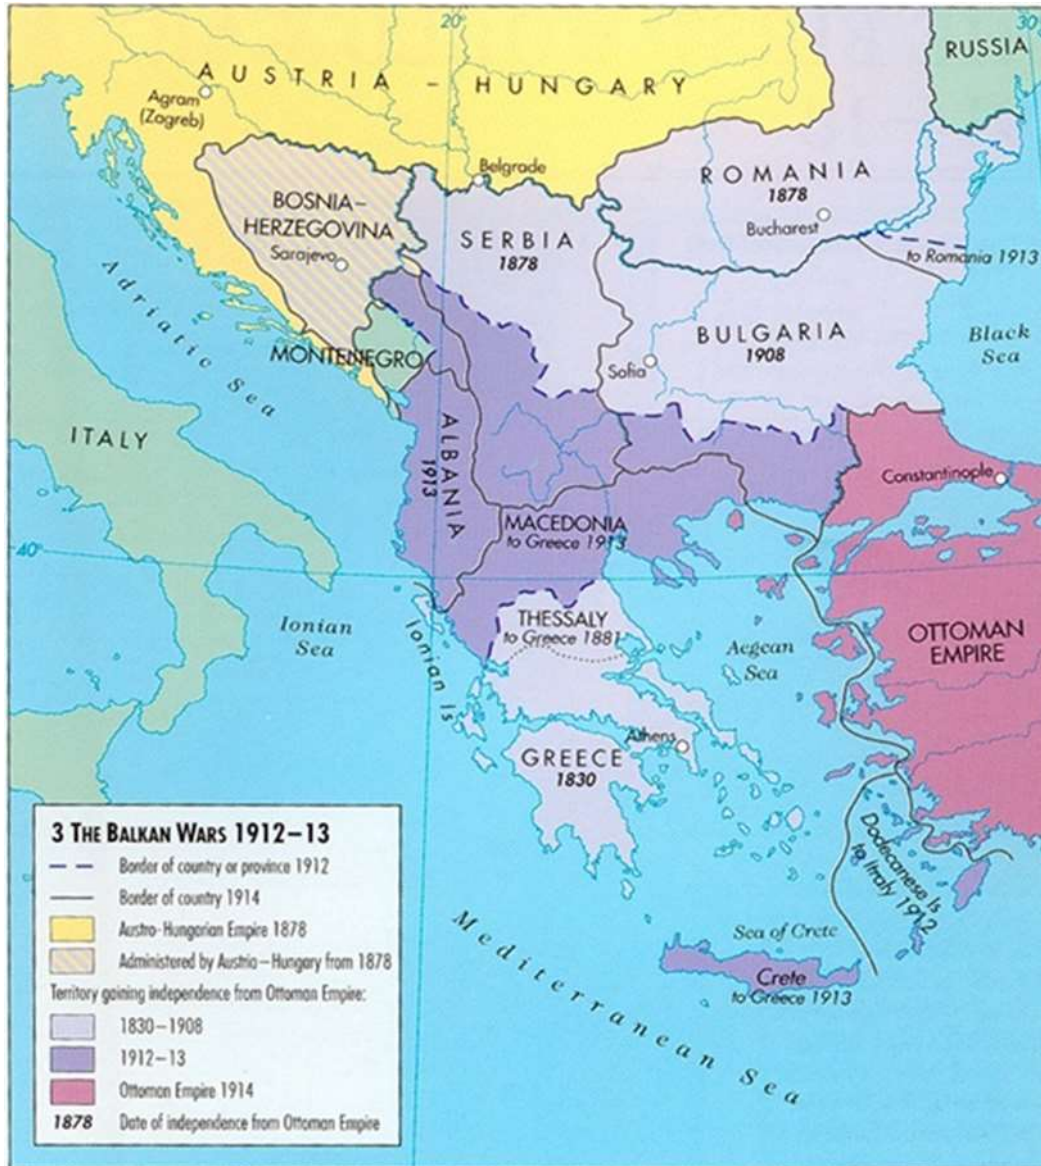 20°
30°
RUSSIA
AUSTRIA – HUNGARY
Agram
(Zagreb)
Belgrade
ROMANIA
1878
Bucharest
BOSNIA–
HERZEGOVINA
Sarajevo
SERBIA
1878
to Romania 1913
Adriatic Sea
BULGARIA
1908
Black
Sea
Sofia
MONTENEGRO
ITALY
ALBANIA
1913
Constantinople
MACEDONIA
to Greece 1913
40°
THESSALY
to Greece 1881
Ionian
Sea
Ionian Is
Aegean
Sea
OTTOMAN
EMPIRE
Athens
GREECE
1830
Dodecanese Is
to Itraly 1912
Sea of Crete
Crete
to Greece 1913
Mediterranean Sea
3 THE BALKAN WARS 1912–13
Border of country or province 1912
Border of country 1914
Austro-Hungarian Empire 1878
Administered by Austria–Hungary from 1878
Territory gaining independence from Ottoman Empire:
1830–1908
1912–13
Ottoman Empire 1914
1878 Date of independence from Ottoman Empire